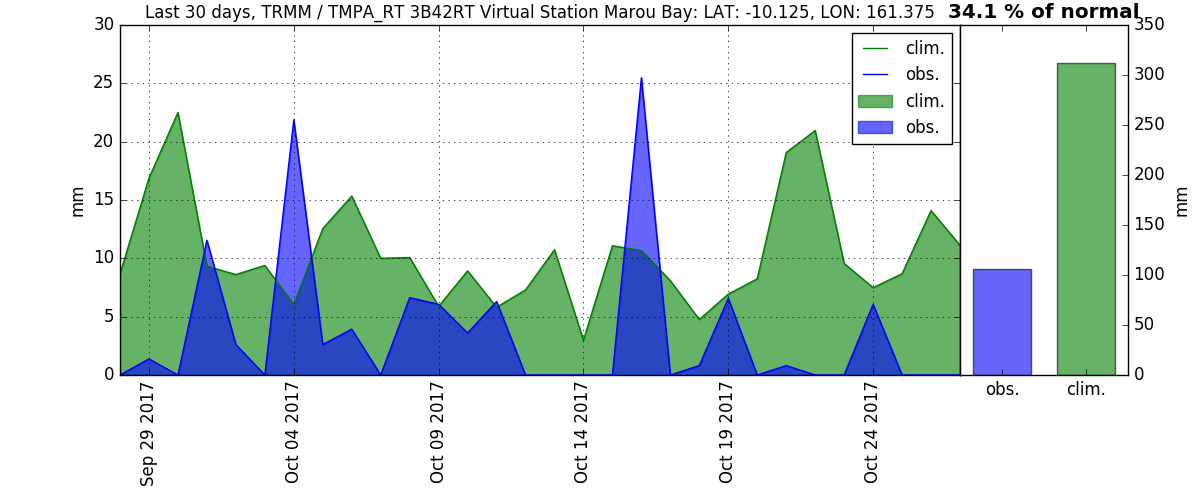 Last 30 days, TRMM / TMPA_RT 3B42RT Virtual Station Marou Bay: LAT: -10.125, LON: 161.375
34.1 % of normal
30
25
20
15
10
5
0
mm
clim.
obs.
clim.
obs.
Sep 29 2017
Oct 04 2017
Oct 09 2017
Oct 14 2017
Oct 19 2017
Oct 24 2017
350
300
250
200
150
100
50
0
mm
obs.
clim.